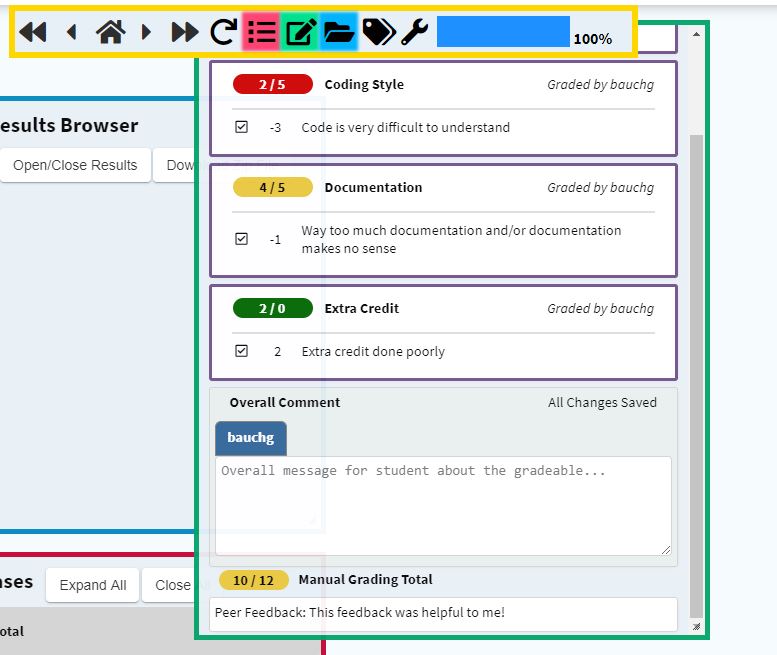 100%
2 / 5 Coding Style Graded by bauchg
-3 Code is very difficult to understand
esults Browser
Open/Close Results Dow
4 / 5 Documentation Graded by bauchg
-1 Way too much documentation and/or documentation
makes no sense
2 / 0 Extra Credit Graded by bauchg
2 Extra credit done poorly
Overall Comment All Changes Saved
bauchg
Overall message for student about the gradeable...
ases Expand All Close
10 / 12 Manual Grading Total
Peer Feedback: This feedback was helpful to me!
otal